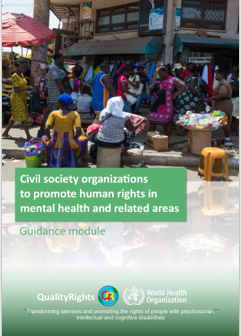 Civil society organizations
to promote human rights in
mental health and related areas
Guidance module
QualityRights
World Health
Organization
Transforming services and promoting the rights of people with psychosocial,
intellectual and cognitive disabilities